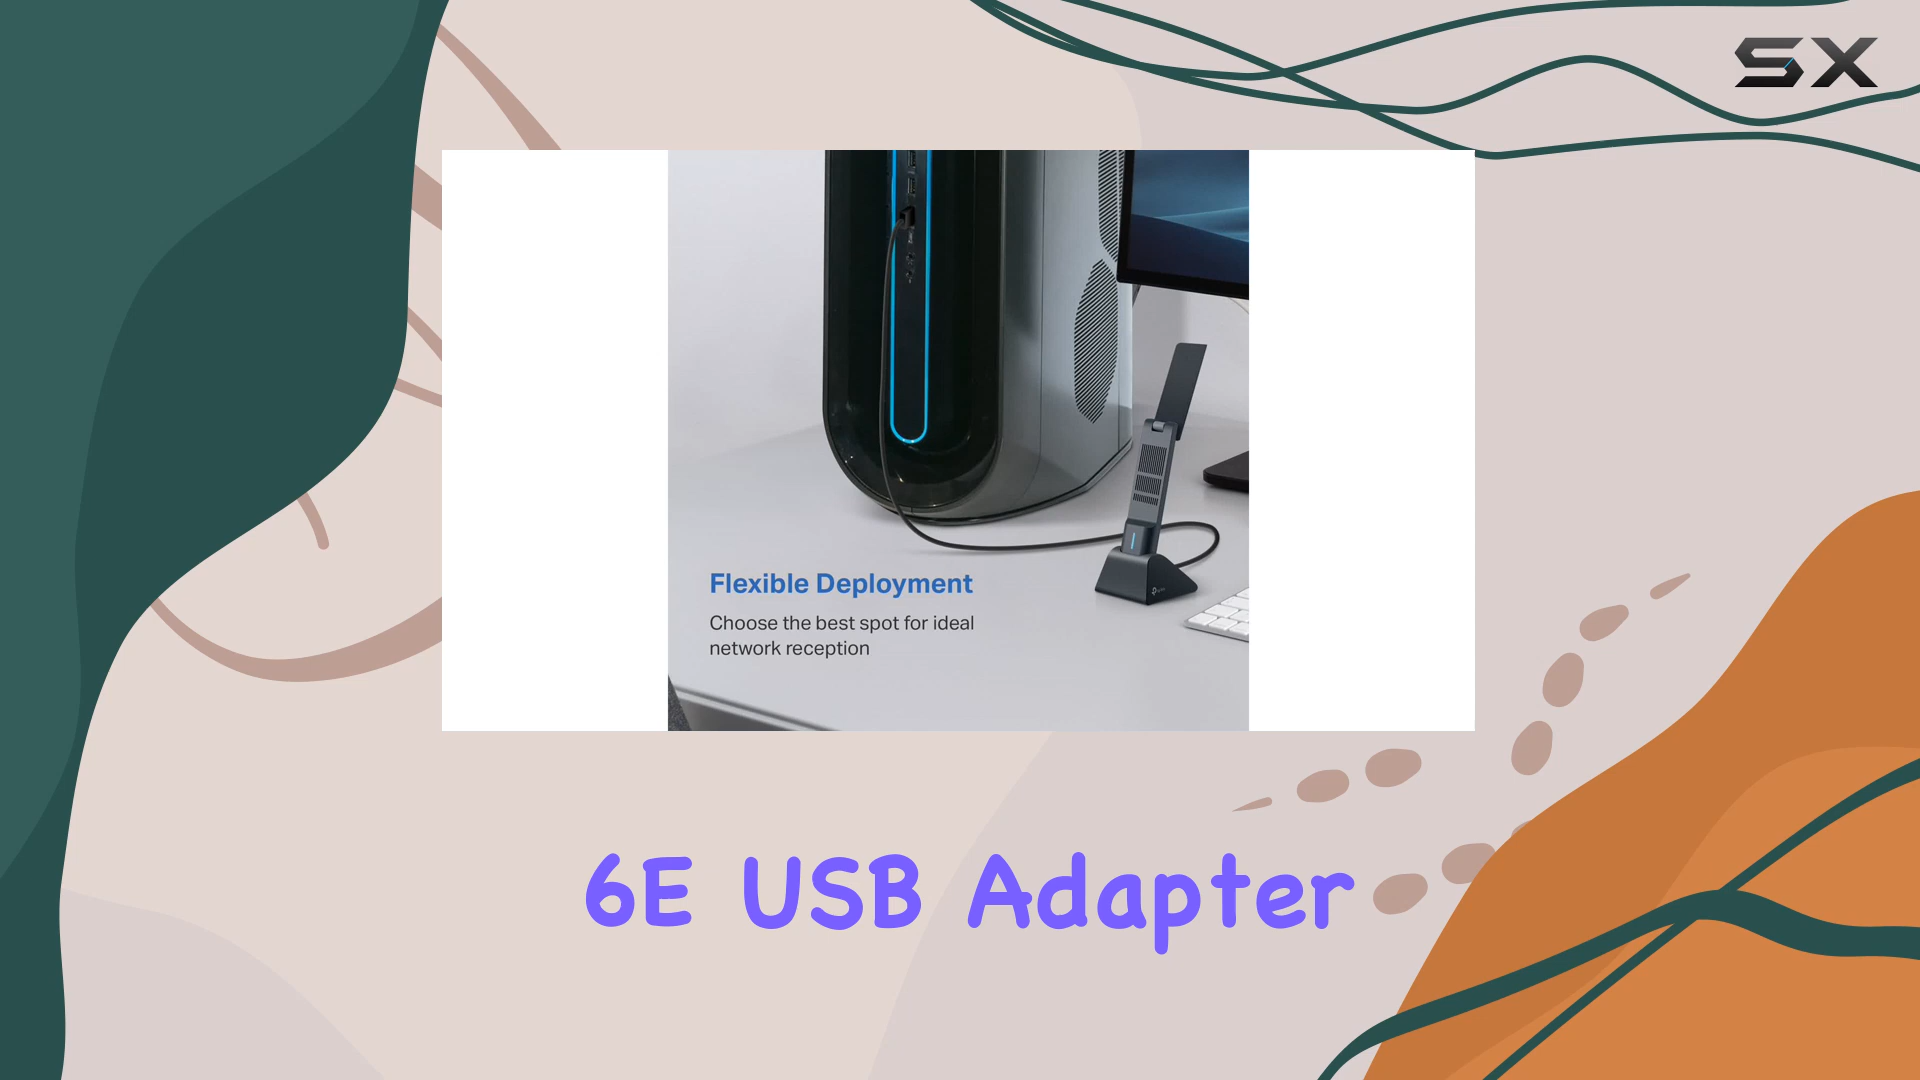 SX
Flexible Deployment
Choose the best spot for ideal
network reception
6E USB Adapter